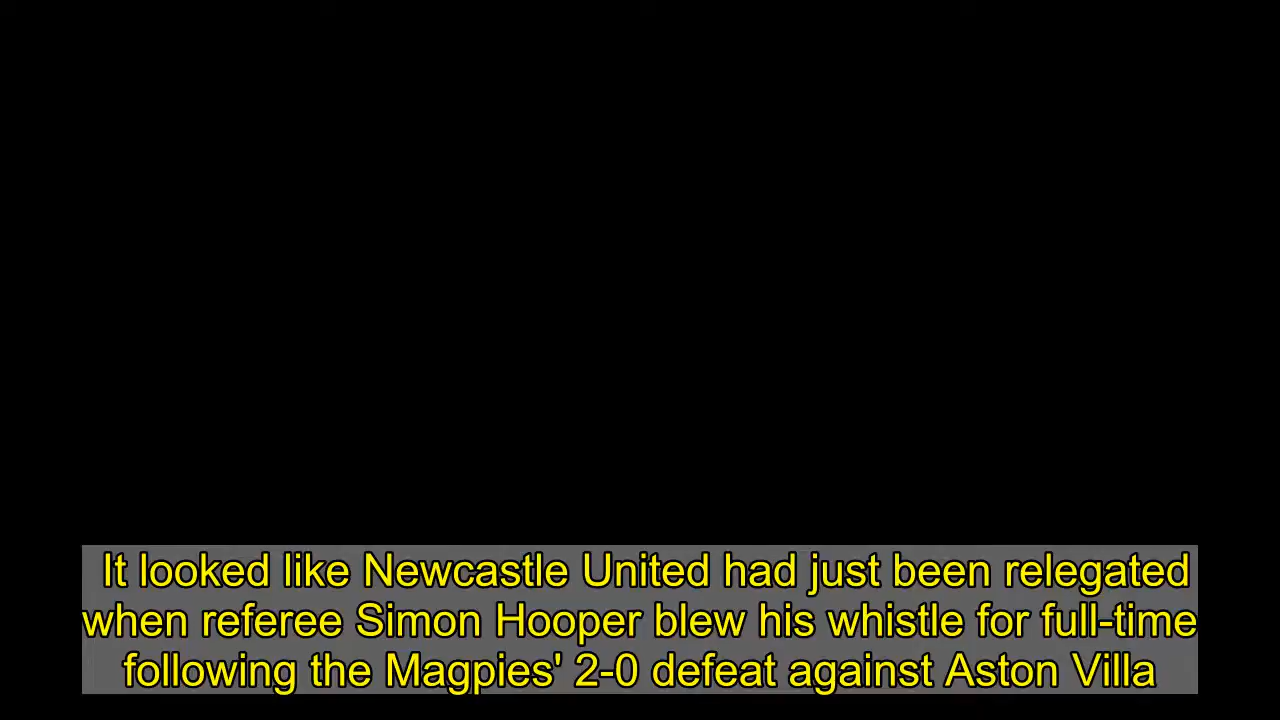 It looked like Newcastle United had just been relegated
when referee Simon Hooper blew his whistle for full-time
following the Magpies' 2-0 defeat against Aston Villa